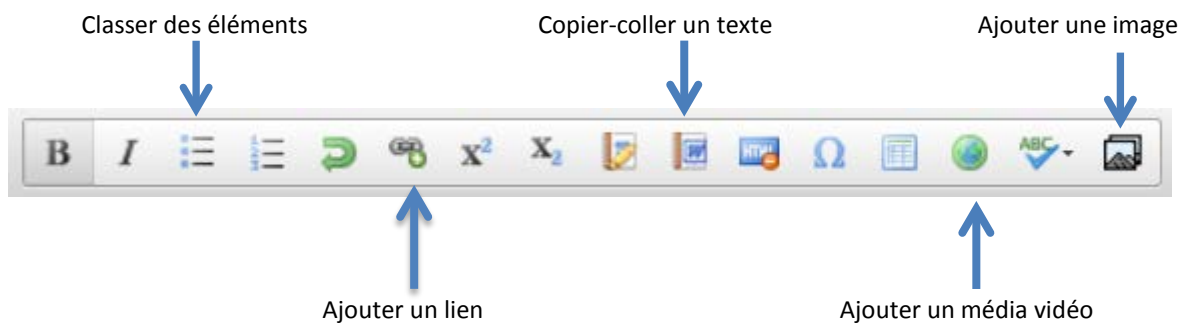 Classer des éléments Copier-coller un texte Ajouter une image
B I x² X₂ W Ω ABC
Ajouter un lien Ajouter un média vidéo